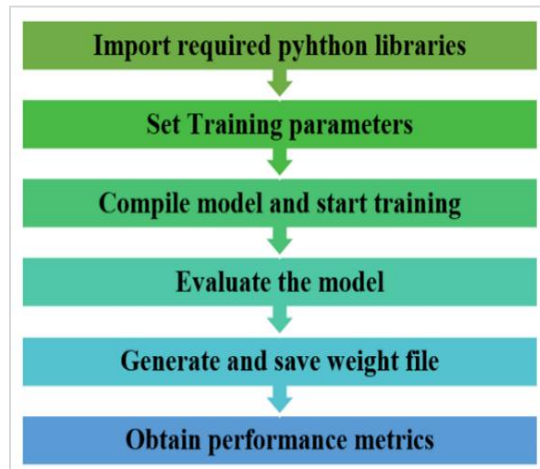 Import required pyhthon libraries
Set Training parameters
Compile model and start training
Evaluate the model
Generate and save weight file
Obtain performance metrics